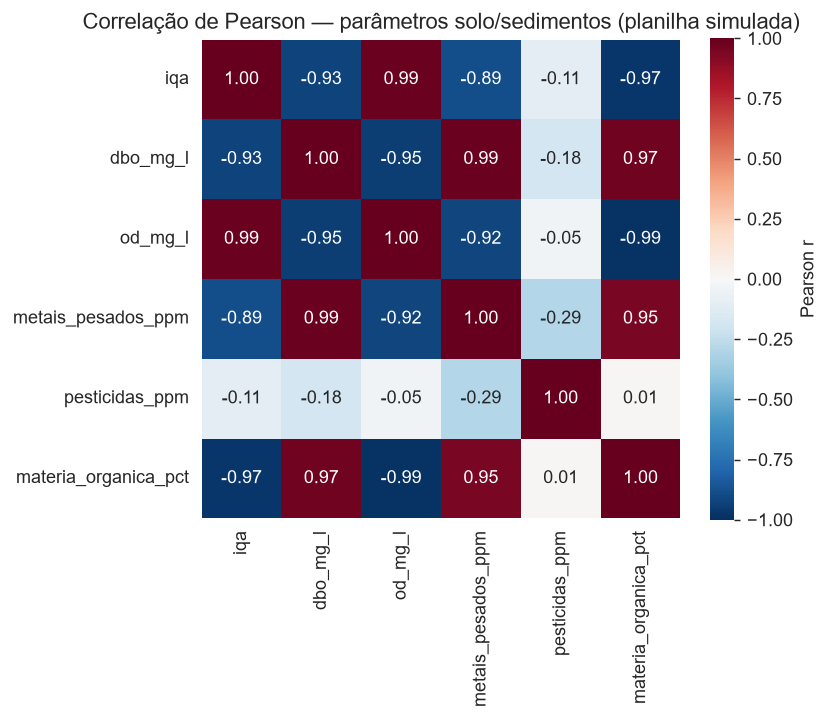 Correlação de Pearson — parâmetros solo/sedimentos (planilha simulada)
iqa 1.00 -0.93 0.99 -0.89 -0.11 -0.97
dbo_mg_l -0.93 1.00 -0.95 0.99 -0.18 0.97
od_mg_l 0.99 -0.95 1.00 -0.92 -0.05 -0.99
metais_pesados_ppm -0.89 0.99 -0.92 1.00 -0.29 0.95
pesticidas_ppm -0.11 -0.18 -0.05 -0.29 1.00 0.01
materia_organica_pct -0.97 0.97 -0.99 0.95 0.01 1.00
iqa
dbo_mg_l
od_mg_l
metais_pesados_ppm
pesticidas_ppm
materia_organica_pct
1.00
0.75
0.50
0.25
0.00
−0.25
−0.50
−0.75
−1.00
Pearson r